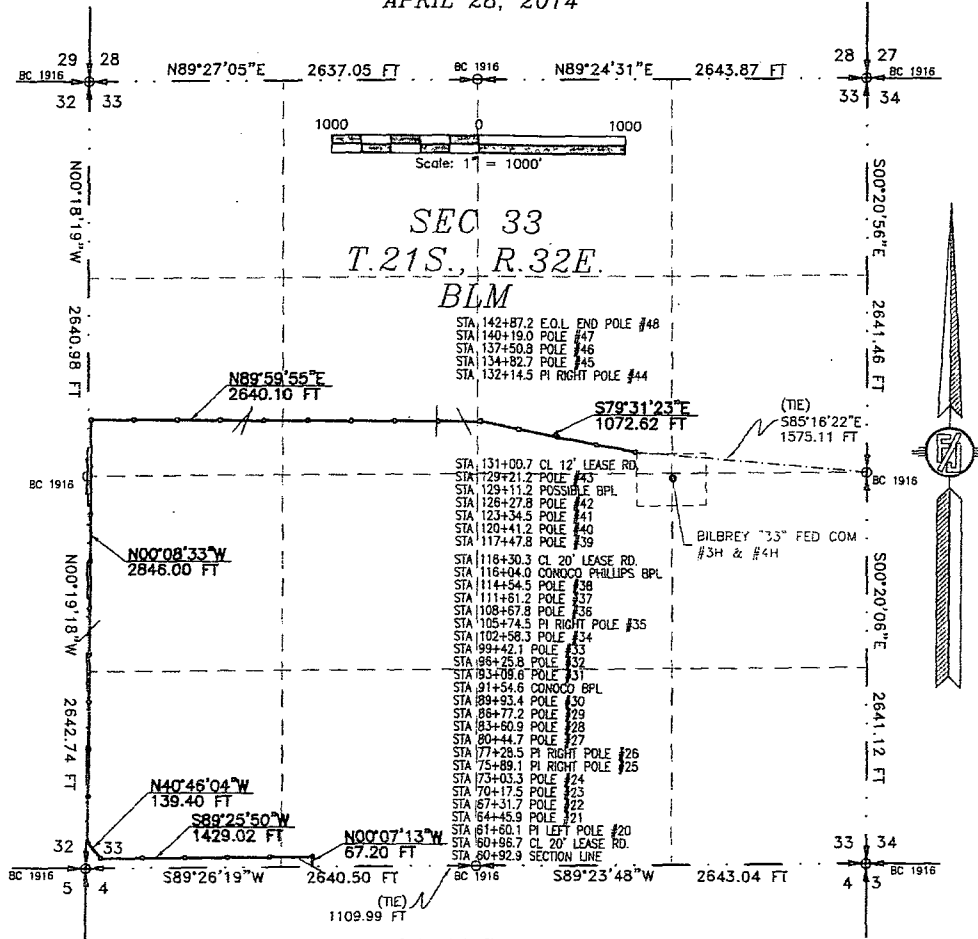 APRIL 28, 2014
29 28
BC 1916
32 33
N89°27'05"E 2637.05 FT
BC 1916
N89°24'31"E 2643.87 FT
28 27
BC 1916
33 34
1000 0 1000
Scale: 1" = 1000'
N00°18'19"W
2640.98 FT
S00°20'56"E
2641.46 FT
SEC 33
T.21S., R.32E.
BLM
STA 142+87.2 E.O.L. END POLE #48
STA 140+19.0 POLE #47
STA 137+50.8 POLE #46
STA 134+82.7 POLE #45
STA 132+14.5 PI RIGHT POLE #44
N89°59'55"E
2640.10 FT
S79°31'23"E
1072.62 FT
(TIE)
S85°16'22"E
1575.11 FT
BC 1916
BC 1916
STA 131+00.7 CL 12' LEASE RD
STA 129+21.2 POLE #43
STA 129+11.2 POSSIBLE BPL
STA 126+27.8 POLE #42
STA 123+34.5 POLE #41
STA 120+41.2 POLE #40
STA 117+47.8 POLE #39
STA 116+30.3 CL 20' LEASE RD.
STA 116+04.0 CONOCO PHILLIPS BPL
STA 114+54.5 POLE #38
STA 111+61.2 POLE #37
STA 108+67.8 POLE #36
STA 105+74.5 PI RIGHT POLE #35
STA 102+58.3 POLE #34
STA 99+42.1 POLE #33
STA 96+25.8 POLE #32
STA 93+09.6 POLE #31
STA 91+54.6 CONOCO BPL
STA 89+93.4 POLE #30
STA 86+77.2 POLE #29
STA 83+60.9 POLE #28
STA 80+44.7 POLE #27
STA 77+28.5 PI RIGHT POLE #26
STA 75+89.1 PI RIGHT POLE #25
STA 73+03.3 POLE #24
STA 70+17.5 POLE #23
STA 67+31.7 POLE #22
STA 64+45.9 POLE #21
STA 61+60.1 PI LEFT POLE #20
STA 60+96.7 CL 20' LEASE RD.
STA 60+92.9 SECTION LINE
BILBREY "33" FED COM
#3H & #4H
N00°08'33"W
2846.00 FT
N00°19'18"W
2642.74 FT
S00°20'06"E
2641.12 FT
N40°46'04"W
139.40 FT
S89°25'50"W
1429.02 FT
N00°07'13"W
67.20 FT
32 33
BC 1916
5 4
S89°26'19"W 2640.50 FT
BC 1916
S89°23'48"W 2643.04 FT
33 34
BC 1916
4 3
(TIE)
1109.99 FT